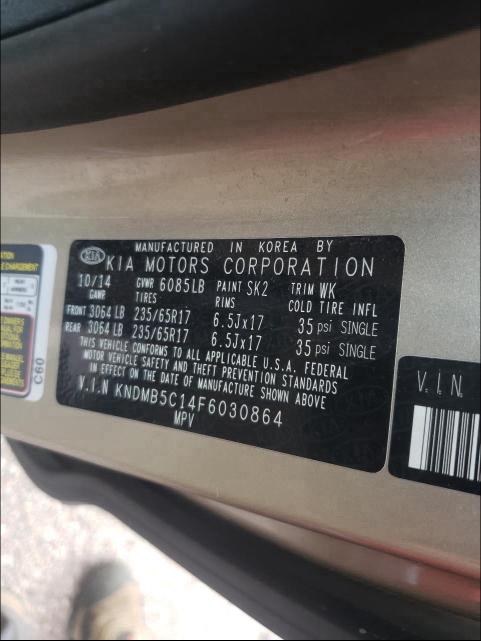 MANUFACTURED IN KOREA BY
KIA KIA MOTORS CORPORATION
10/14 GVWR 6085LB PAINT SK2 TRIM WK
GAWR TIRES RIMS COLD TIRE INFL
FRONT 3064 LB 235/65R17 6.5Jx17 35 psi SINGLE
REAR 3064 LB 235/65R17 6.5Jx17 35 psi SINGLE
THIS VEHICLE CONFORMS TO ALL APPLICABLE U.S.A. FEDERAL
MOTOR VEHICLE SAFETY AND THEFT PREVENTION STANDARDS
IN EFFECT ON THE DATE OF MANUFACTURE SHOWN ABOVE
V.I.N KNDMB5C14F6030864
MPV
C60
V.I.N.